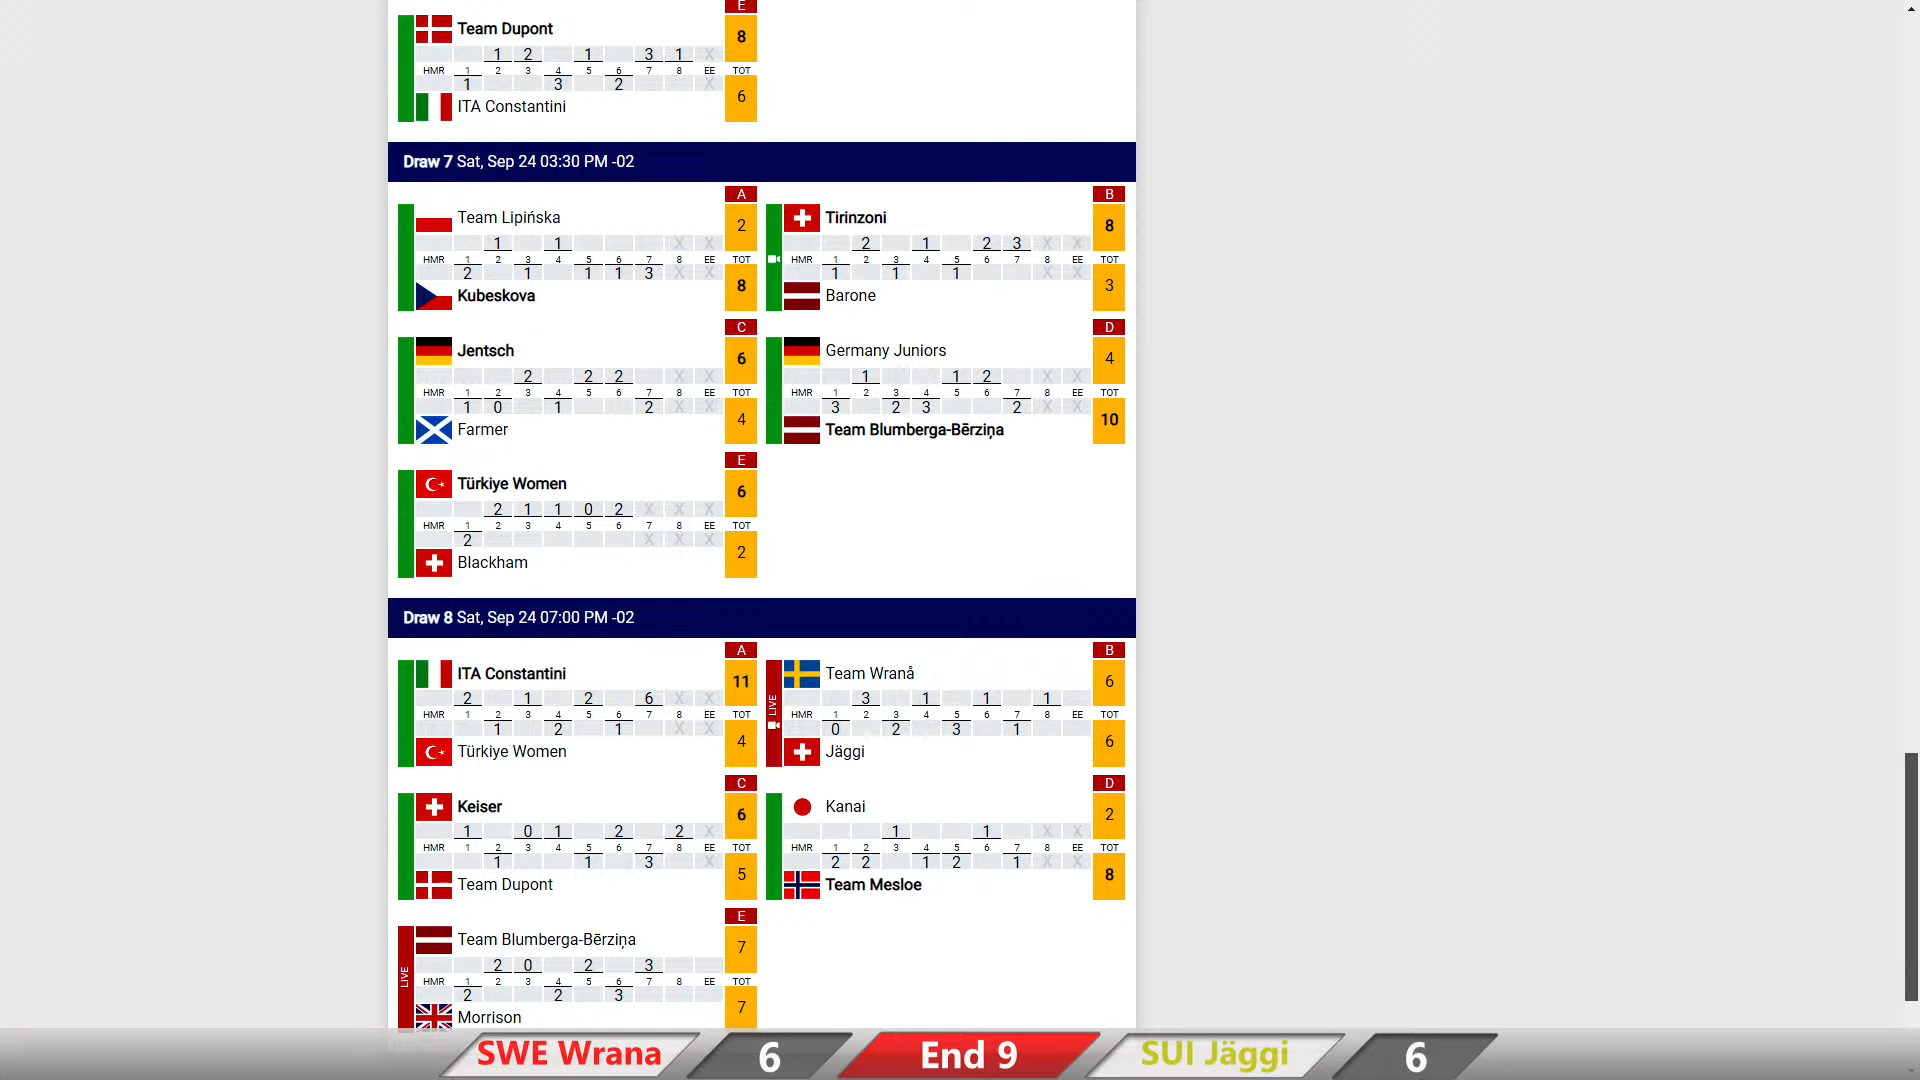 E
Team Dupont
8
1 2 1 3 1 X
HMR 1 2 3 4 5 6 7 8 EE TOT
1 3 2 X
6
ITA Constantini
Draw 7 Sat, Sep 24 03:30 PM -02
A
Team Lipińska
2
1 1 X X
HMR 1 2 3 4 5 6 7 8 EE TOT
2 1 1 1 3 X X
8
Kubeskova
B
Tirinzoni
8
2 1 2 3 X X
HMR 1 2 3 4 5 6 7 8 EE TOT
1 1 1 X X
3
Barone
C
Jentsch
6
2 2 2 X X
HMR 1 2 3 4 5 6 7 8 EE TOT
1 0 1 2 X X
4
Farmer
D
Germany Juniors
4
1 1 2 X X
HMR 1 2 3 4 5 6 7 8 EE TOT
3 2 3 2 X X
10
Team Blumberga-Bērziņa
E
Türkiye Women
6
2 1 1 0 2 X X X
HMR 1 2 3 4 5 6 7 8 EE TOT
2 X X X
2
Blackham
Draw 8 Sat, Sep 24 07:00 PM -02
A
ITA Constantini
11
2 1 2 6 X X
HMR 1 2 3 4 5 6 7 8 EE TOT
1 2 1 X X
4
Türkiye Women
B
Team Wranå
6
3 1 1 1
LIVE
HMR 1 2 3 4 5 6 7 8 EE TOT
0 2 3 1
6
Jäggi
C
Keiser
6
1 0 1 2 2 X
HMR 1 2 3 4 5 6 7 8 EE TOT
1 1 3 X
5
Team Dupont
D
Kanai
2
1 1 X X
HMR 1 2 3 4 5 6 7 8 EE TOT
2 2 1 2 1 X X
8
Team Mesloe
E
Team Blumberga-Bērziņa
7
2 0 2 3
LIVE
HMR 1 2 3 4 5 6 7 8 EE TOT
2 2 3
7
Morrison
SWE Wrana 6 End 9 SUI Jäggi 6